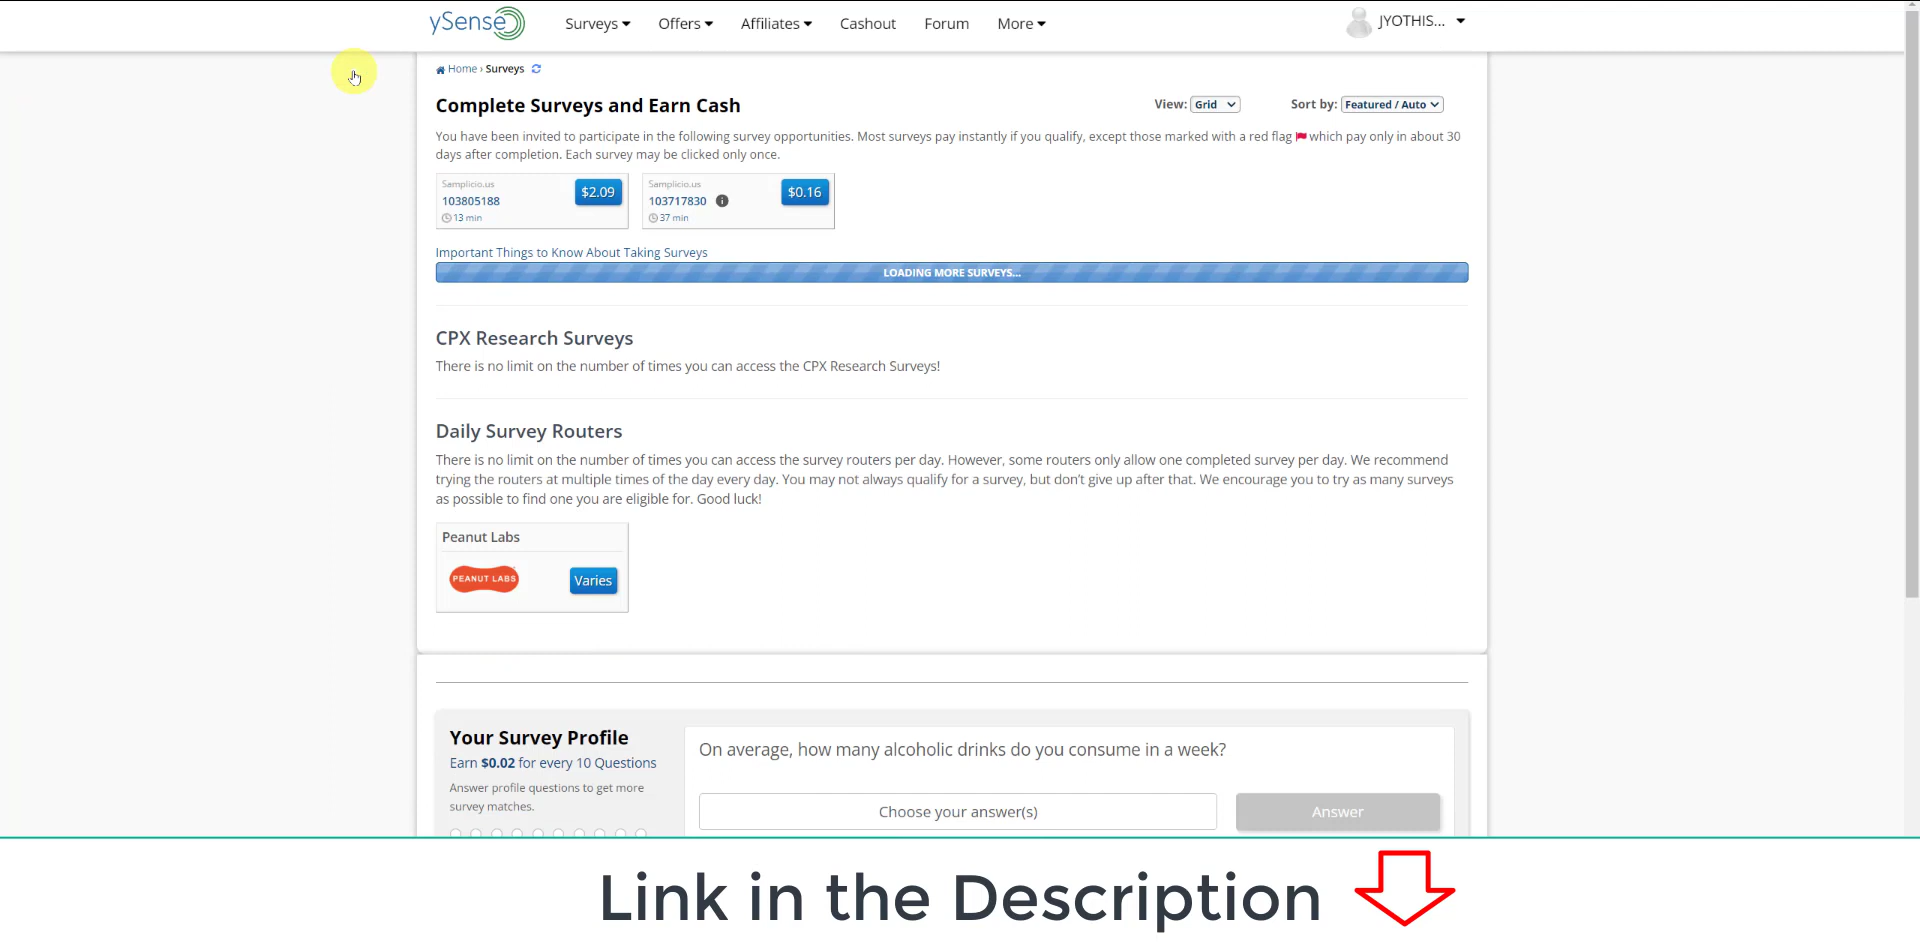 ySense Surveys Offers Affiliates Cashout Forum More JYOTHIS...
Home › Surveys
Complete Surveys and Earn Cash
View: Grid Sort by: Featured / Auto
You have been invited to participate in the following survey opportunities. Most surveys pay instantly if you qualify, except those marked with a red flag which pay only in about 30
days after completion. Each survey may be clicked only once.
Samplicio.us
103805188
13 min
$2.09
Samplicio.us
103717830
37 min
$0.16
Important Things to Know About Taking Surveys
LOADING MORE SURVEYS...
CPX Research Surveys
There is no limit on the number of times you can access the CPX Research Surveys!
Daily Survey Routers
There is no limit on the number of times you can access the survey routers per day. However, some routers only allow one completed survey per day. We recommend
trying the routers at multiple times of the day every day. You may not always qualify for a survey, but don't give up after that. We encourage you to try as many surveys
as possible to find one you are eligible for. Good luck!
Peanut Labs
PEANUT LABS
Varies
Your Survey Profile
Earn $0.02 for every 10 Questions
Answer profile questions to get more
survey matches.
On average, how many alcoholic drinks do you consume in a week?
Choose your answer(s)
Answer
Link in the Description